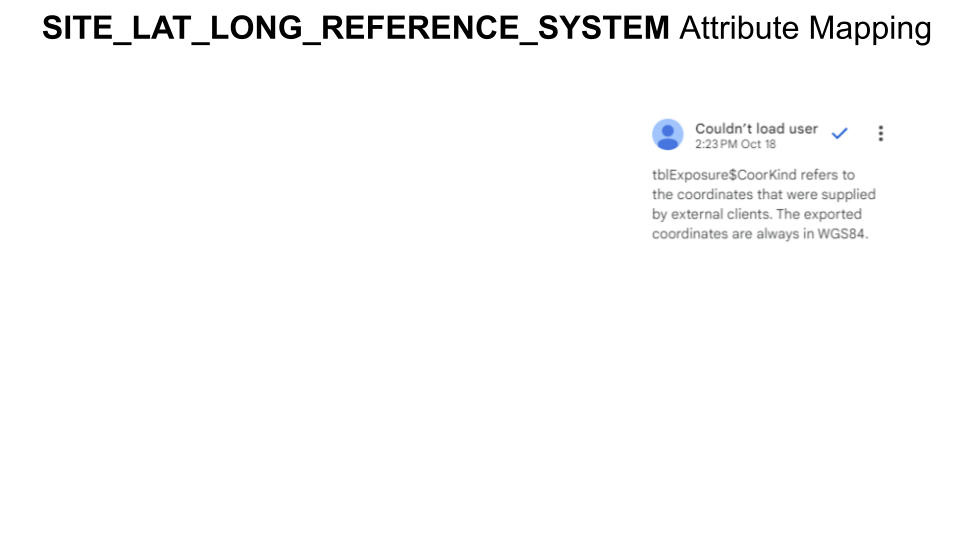 SITE_LAT_LONG_REFERENCE_SYSTEM Attribute Mapping
Couldn't load user
2:23 PM Oct 18
tblExposure$CoorKind refers to
the coordinates that were supplied
by external clients. The exported
coordinates are always in WGS84.